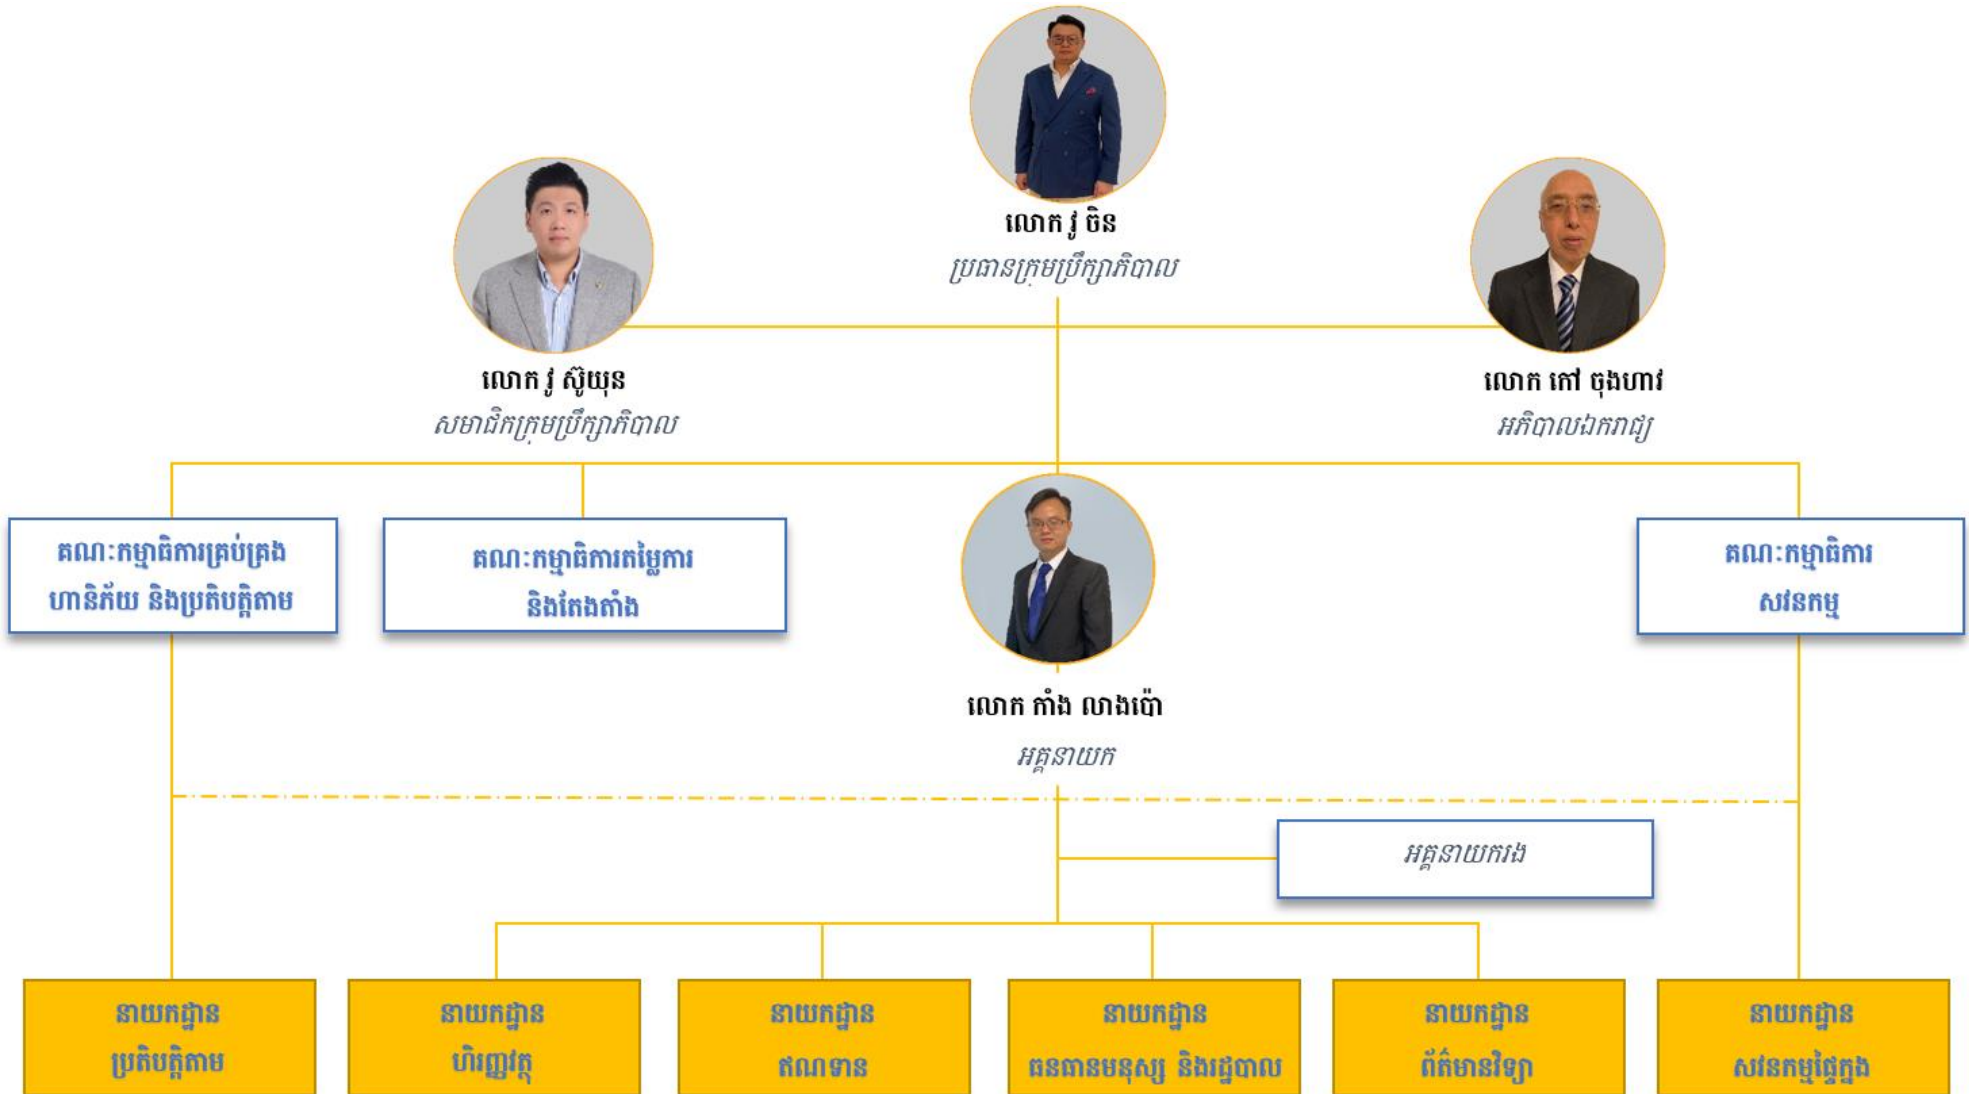 លោក វូ ចិន
ប្រធានក្រុមប្រឹក្សាភិបាល
លោក វូ ស៊ូយុន
សមាជិកក្រុមប្រឹក្សាភិបាល
លោក កៅ ចុងហាវ
អភិបាលឯករាជ្យ
គណៈកម្មាធិការគ្រប់គ្រង
ហានិភ័យ និងប្រតិបត្តិតាម
គណៈកម្មាធិការតម្លៃការ
និងតែងតាំង
គណៈកម្មាធិការ
សវនកម្ម
លោក កាំង លាងប៉ោ
អគ្គនាយក
អគ្គនាយករង
នាយកដ្ឋាន
ប្រតិបត្តិតាម
នាយកដ្ឋាន
ហិរញ្ញវត្ថុ
នាយកដ្ឋាន
ឥណទាន
នាយកដ្ឋាន
ធនធានមនុស្ស និងរដ្ឋបាល
នាយកដ្ឋាន
ព័ត៌មានវិទ្យា
នាយកដ្ឋាន
សវនកម្មផ្ទៃក្នុង